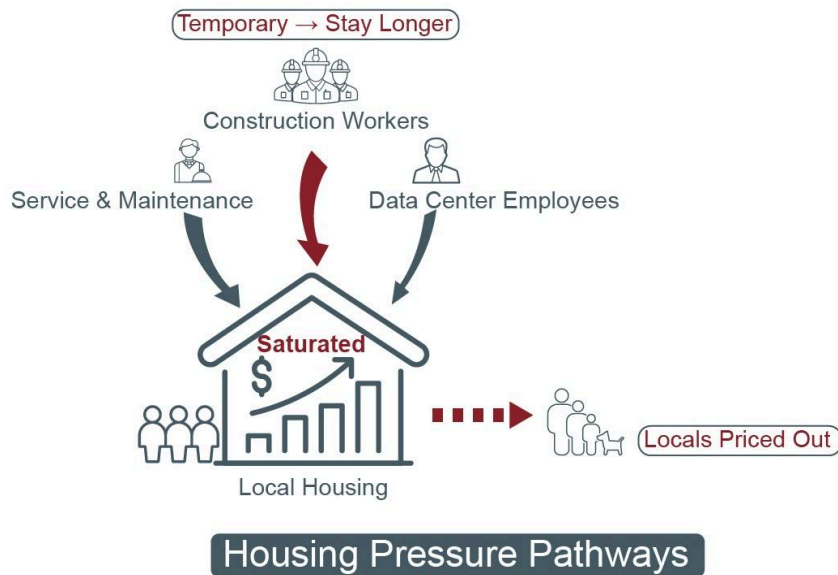 Temporary → Stay Longer
Construction Workers
Service & Maintenance
Data Center Employees
Saturated
$
Local Housing
Locals Priced Out
Housing Pressure Pathways